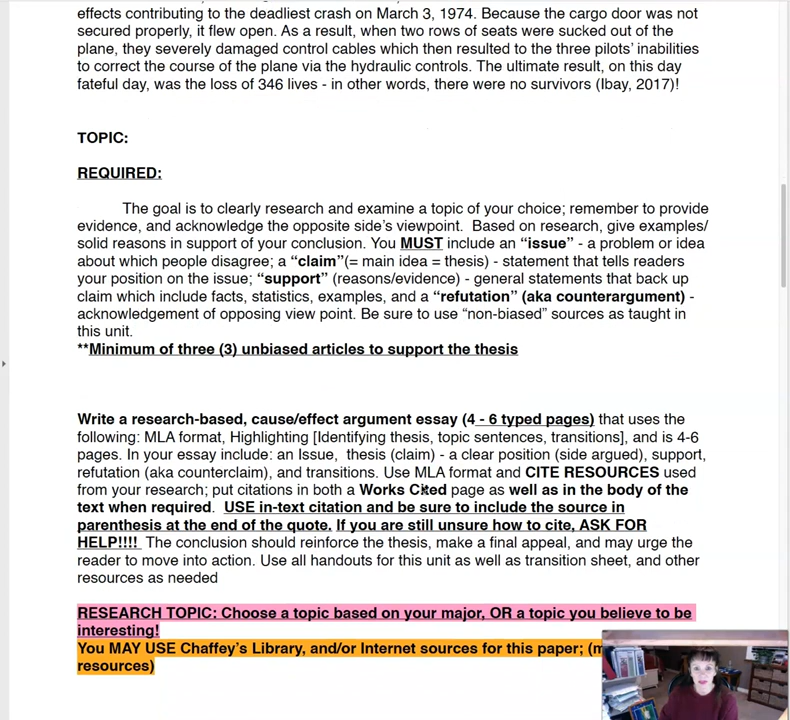 effects contributing to the deadliest crash on March 3, 1974. Because the cargo door was not
secured properly, it flew open. As a result, when two rows of seats were sucked out of the
plane, they severely damaged control cables which then resulted to the three pilots' inabilities
to correct the course of the plane via the hydraulic controls. The ultimate result, on this day
fateful day, was the loss of 346 lives - in other words, there were no survivors (Ibay, 2017)!
TOPIC:
REQUIRED:
The goal is to clearly research and examine a topic of your choice; remember to provide
evidence, and acknowledge the opposite side's viewpoint. Based on research, give examples/
solid reasons in support of your conclusion. You MUST include an "issue" - a problem or idea
about which people disagree; a "claim"(= main idea = thesis) - statement that tells readers
your position on the issue; "support" (reasons/evidence) - general statements that back up
claim which include facts, statistics, examples, and a "refutation" (aka counterargument) -
acknowledgement of opposing view point. Be sure to use "non-biased" sources as taught in
this unit.
**Minimum of three (3) unbiased articles to support the thesis
Write a research-based, cause/effect argument essay (4 - 6 typed pages) that uses the
following: MLA format, Highlighting [Identifying thesis, topic sentences, transitions], and is 4-6
pages. In your essay include: an Issue, thesis (claim) - a clear position (side argued), support,
refutation (aka counterclaim), and transitions. Use MLA format and CITE RESOURCES used
from your research; put citations in both a Works Cited page as well as in the body of the
text when required. USE in-text citation and be sure to include the source in
parenthesis at the end of the quote. If you are still unsure how to cite, ASK FOR
HELP!!!! The conclusion should reinforce the thesis, make a final appeal, and may urge the
reader to move into action. Use all handouts for this unit as well as transition sheet, and other
resources as needed
RESEARCH TOPIC: Choose a topic based on your major, OR a topic you believe to be
interesting!
You MAY USE Chaffey's Library, and/or Internet sources for this paper;
resources)